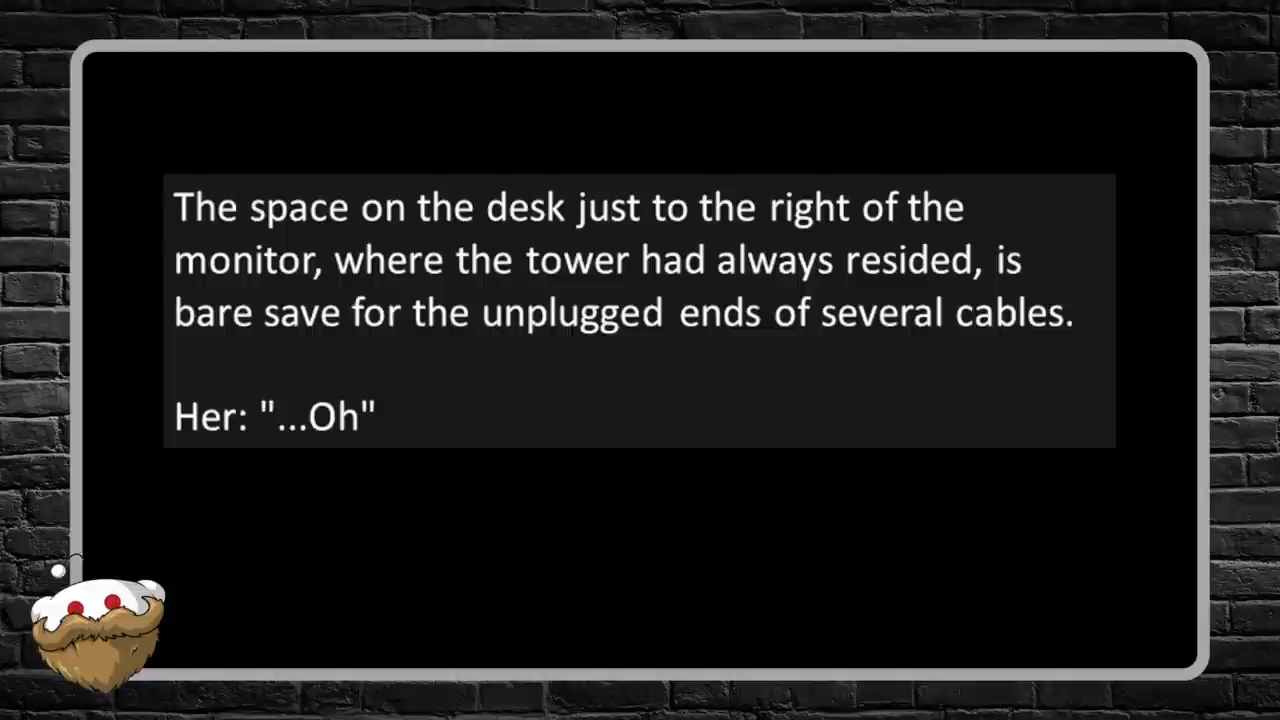 The space on the desk just to the right of the
monitor, where the tower had always resided, is
bare save for the unplugged ends of several cables.
Her: "...Oh"